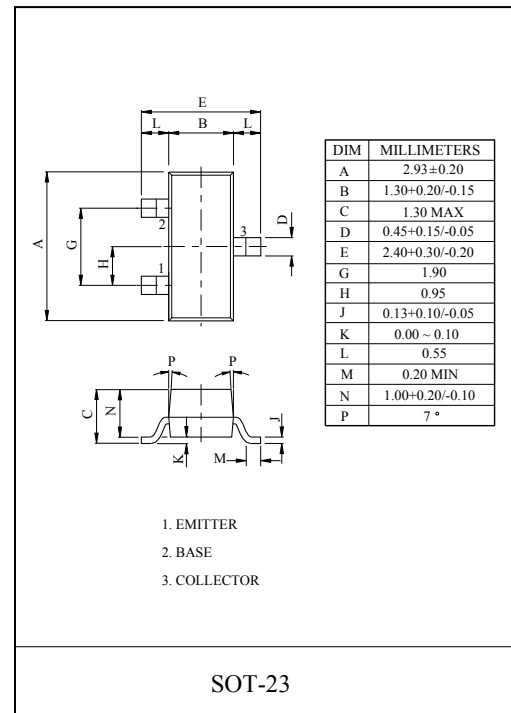 E
L B L
A
G
H
D
2
3
1
P P
C
N
J
K
M
DIM MILLIMETERS
A 2.93±0.20
B 1.30+0.20/-0.15
C 1.30 MAX
D 0.45+0.15/-0.05
E 2.40+0.30/-0.20
G 1.90
H 0.95
J 0.13+0.10/-0.05
K 0.00 ~ 0.10
L 0.55
M 0.20 MIN
N 1.00+0.20/-0.10
P 7 °
1. EMITTER
2. BASE
3. COLLECTOR
SOT-23